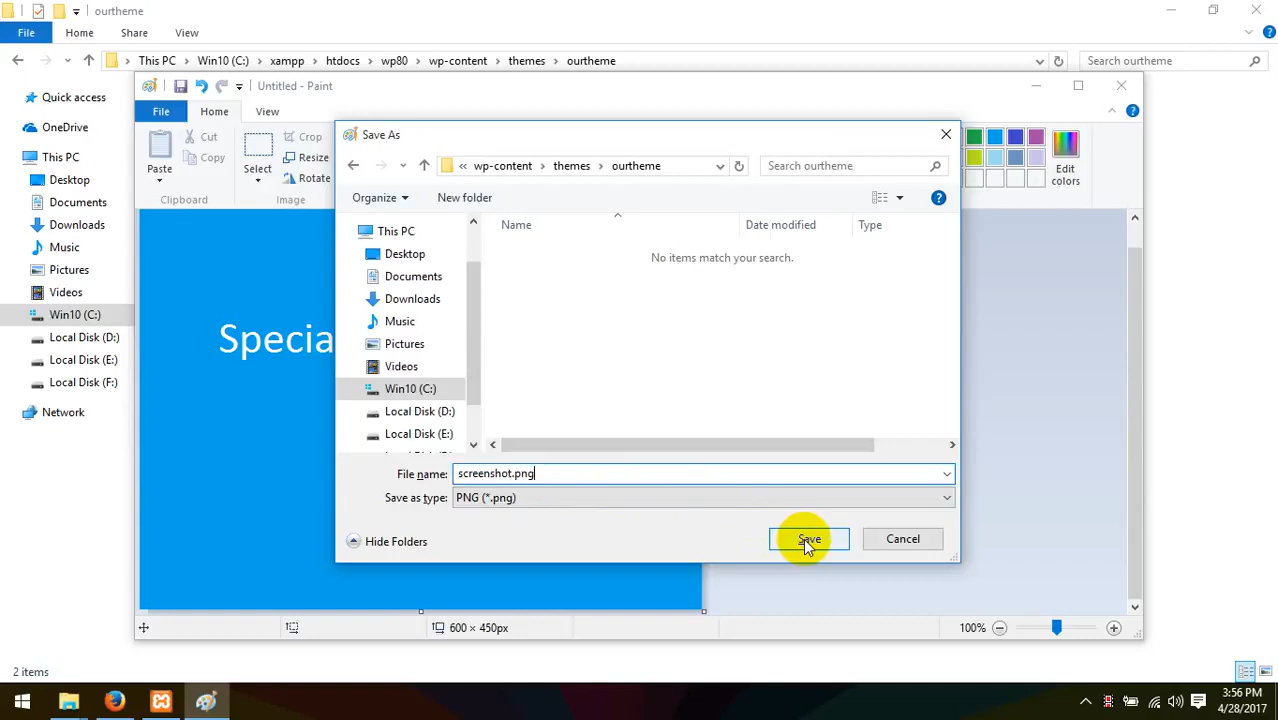 ourtheme
File Home Share View
This PC Win10 (C:) xampp htdocs wp80 wp-content themes ourtheme Search ourtheme
Untitled - Paint
File Home View
Quick access
OneDrive
This PC
Desktop
Documents
Downloads
Music
Pictures
Videos
Win10 (C:)
Local Disk (D:)
Local Disk (E:)
Local Disk (F:)
Network
Paste
Cut
Copy
Clipboard
Select
Crop
Resize
Rotate
Image
Edit
colors
Specia
Save As
« wp-content themes ourtheme Search ourtheme
Organize New folder
This PC
Desktop
Documents
Downloads
Music
Pictures
Videos
Win10 (C:)
Local Disk (D:)
Local Disk (E:)
Name Date modified Type
No items match your search.
File name: screenshot.png
Save as type: PNG (*.png)
Hide Folders
Save Cancel
600 × 450px 100%
2 items
3:56 PM
4/28/2017